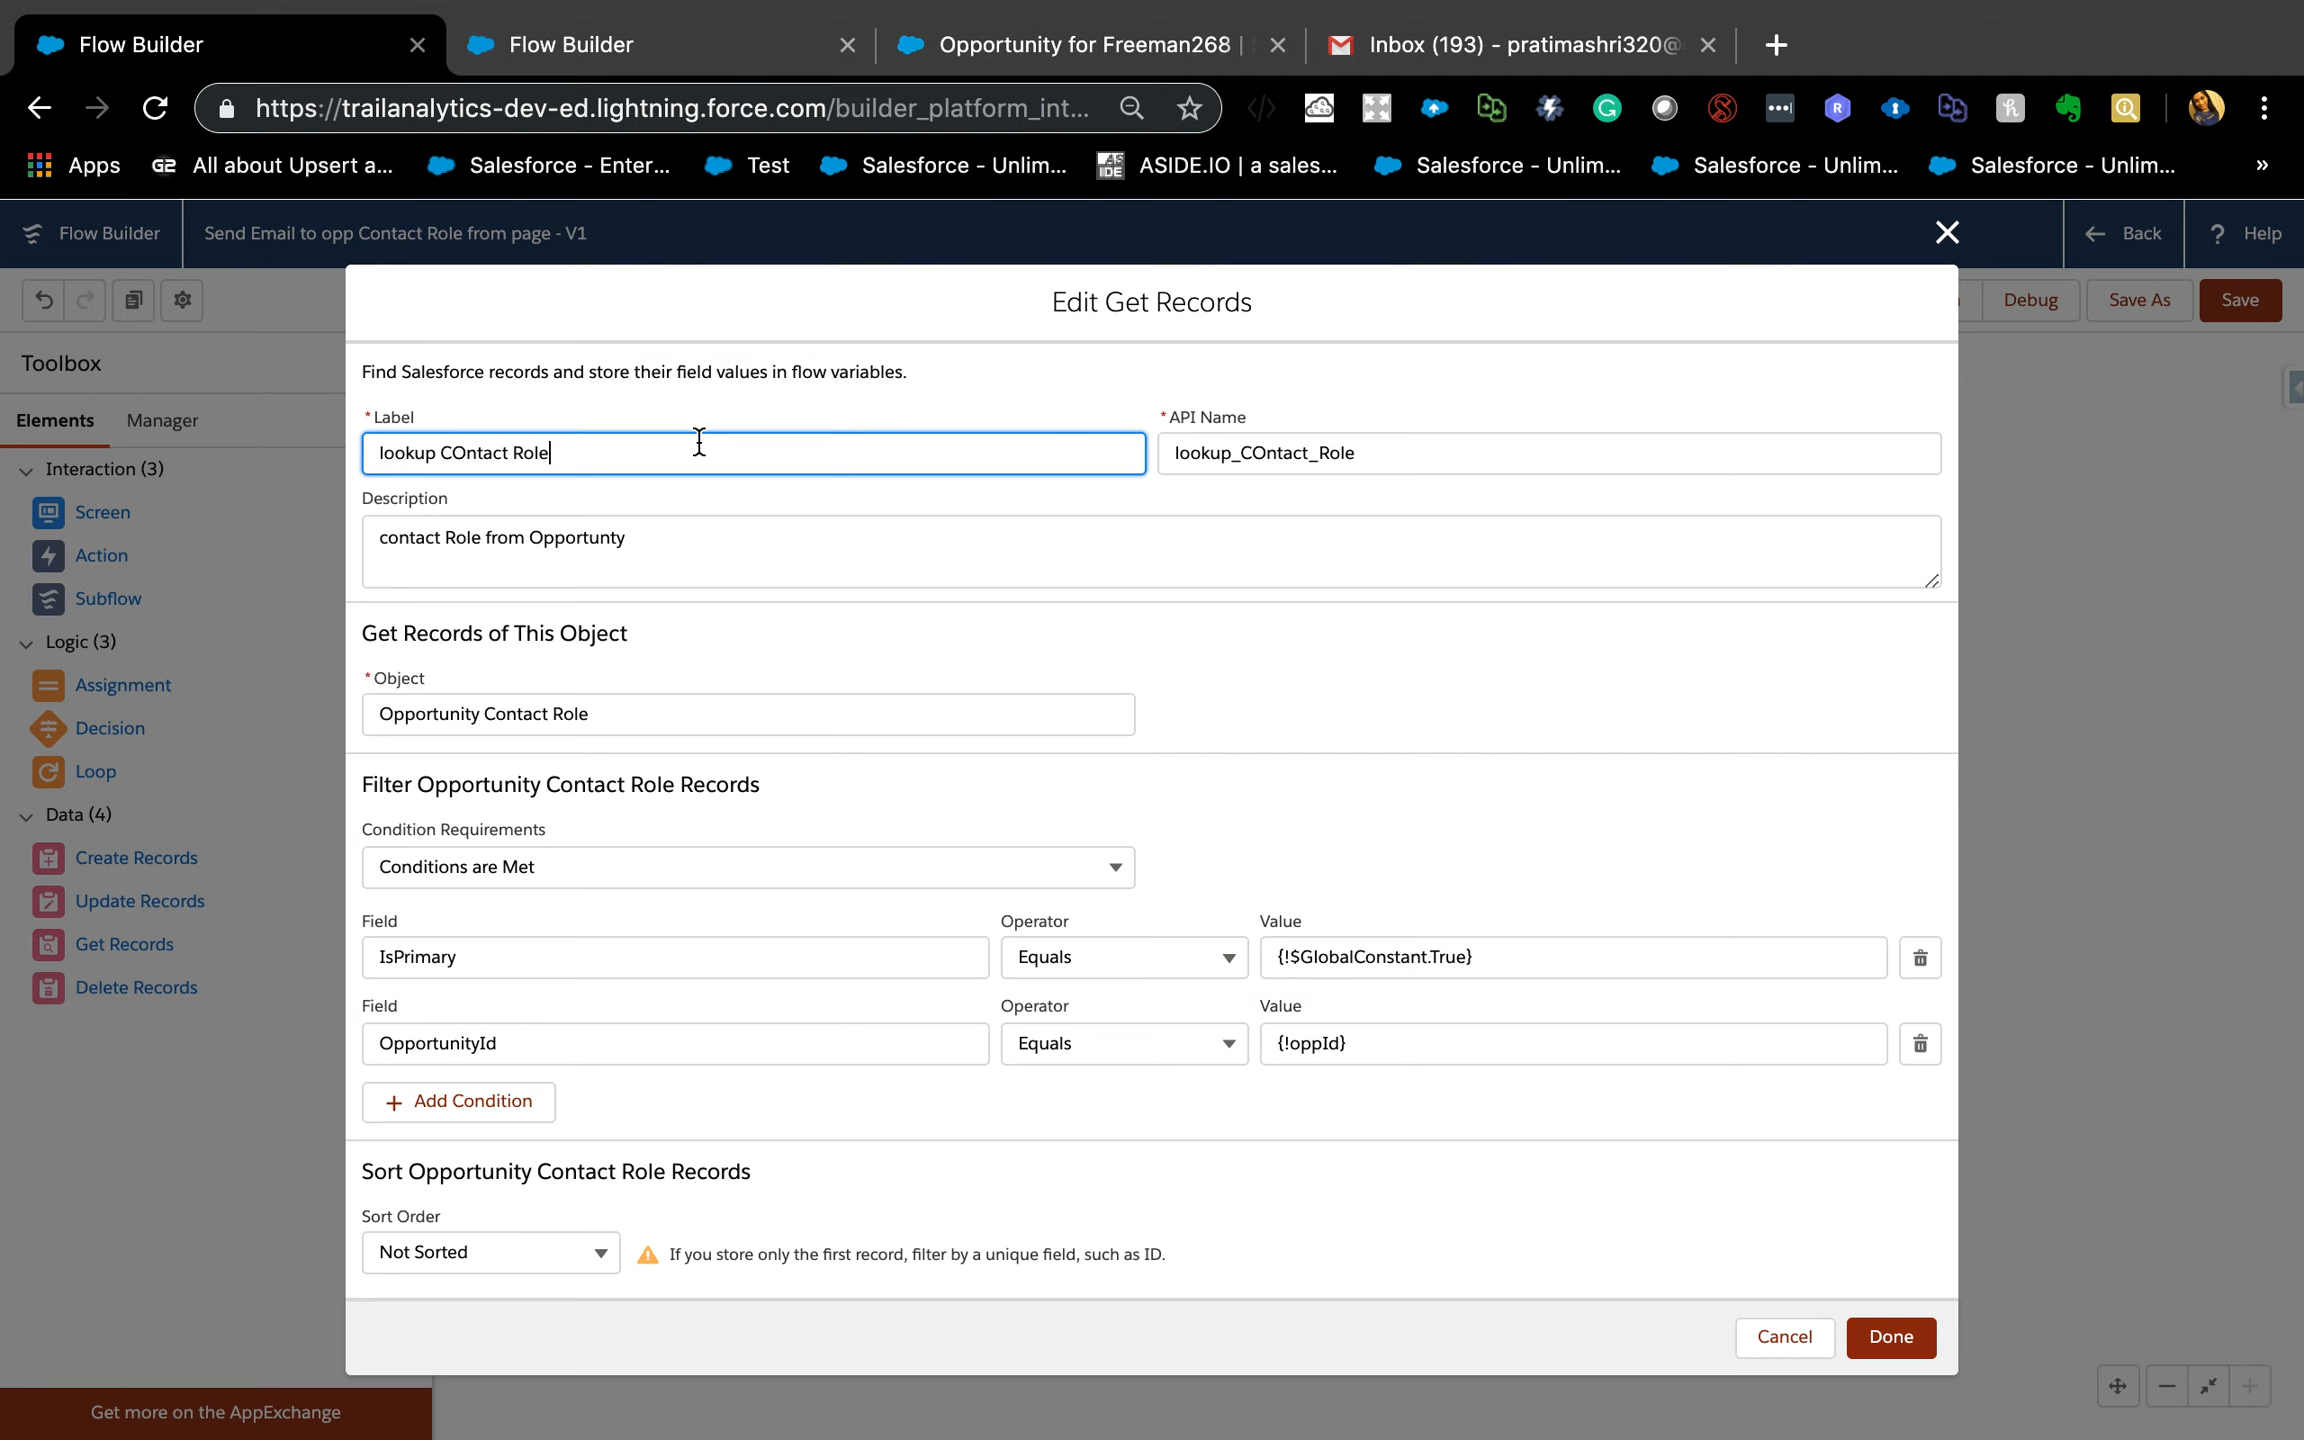 Flow Builder
Flow Builder
Opportunity for Freeman268 |
Inbox (193) - pratimashri320@
https://trailanalytics-dev-ed.lightning.force.com/builder_platform_int...
Apps
All about Upsert a...
Salesforce - Enter...
Test
Salesforce - Unlim...
ASIDE.IO | a sales...
Salesforce - Unlim...
Salesforce - Unlim...
Salesforce - Unlim...
»
Flow Builder
Send Email to opp Contact Role from page - V1
Back
? Help
Debug
Save As
Save
Edit Get Records
Toolbox
Elements
Manager
Interaction (3)
Screen
Action
Subflow
Logic (3)
Assignment
Decision
Loop
Data (4)
Create Records
Update Records
Get Records
Delete Records
Get more on the AppExchange
Find Salesforce records and store their field values in flow variables.
* Label
lookup COntact Role
* API Name
lookup_COntact_Role
Description
contact Role from Opportunty
Get Records of This Object
* Object
Opportunity Contact Role
Filter Opportunity Contact Role Records
Condition Requirements
Conditions are Met
Field
Operator
Value
IsPrimary
Equals
{!$GlobalConstant.True}
Field
Operator
Value
OpportunityId
Equals
{!oppId}
+ Add Condition
Sort Opportunity Contact Role Records
Sort Order
Not Sorted
If you store only the first record, filter by a unique field, such as ID.
Cancel
Done